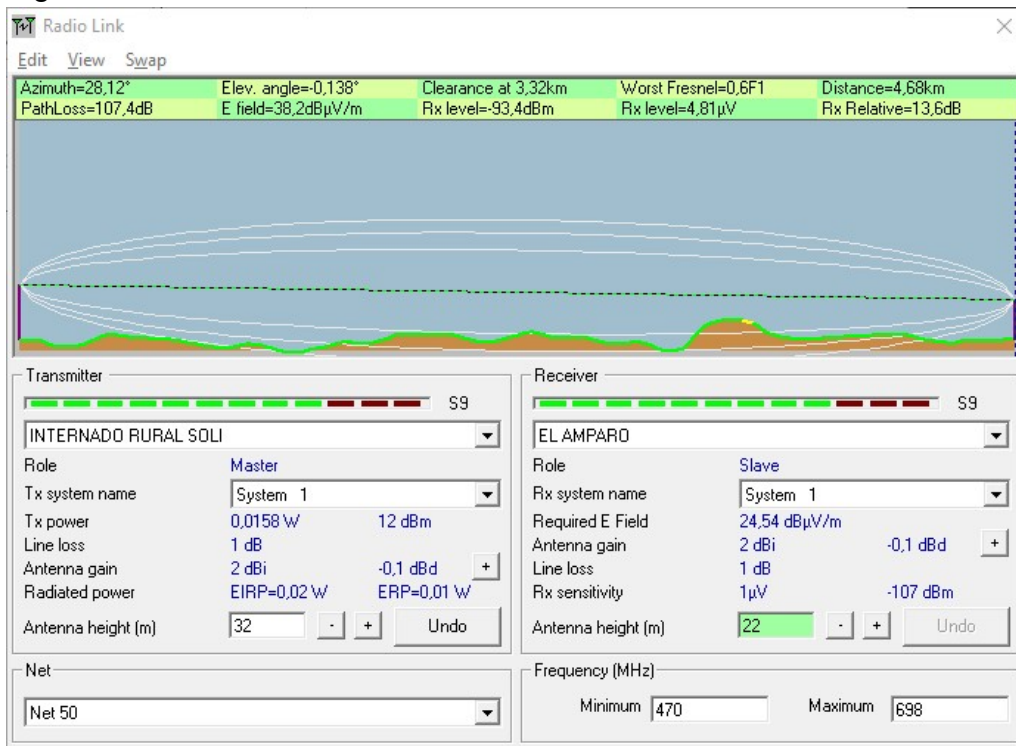 Radio Link
Edit View Swap
Azimuth=28,12° Elev. angle=-0,138° Clearance at 3,32km Worst Fresnel=0,6F1 Distance=4,68km
PathLoss=107,4dB E field=38,2dBµV/m Rx level=-93,4dBm Rx level=4,81µV Rx Relative=13,6dB
Transmitter
S9
INTERNADO RURAL SOLI
Role Master
Tx system name System 1
Tx power 0,0158 W 12 dBm
Line loss 1 dB
Antenna gain 2 dBi -0,1 dBd +
Radiated power EIRP=0,02 W ERP=0,01 W
Antenna height (m) 32 - + Undo
Receiver
S9
EL AMPARO
Role Slave
Rx system name System 1
Required E Field 24,54 dBµV/m
Antenna gain 2 dBi -0,1 dBd +
Line loss 1 dB
Rx sensitivity 1µV -107 dBm
Antenna height (m) 22 - + Undo
Net
Net 50
Frequency (MHz)
Minimum 470 Maximum 698